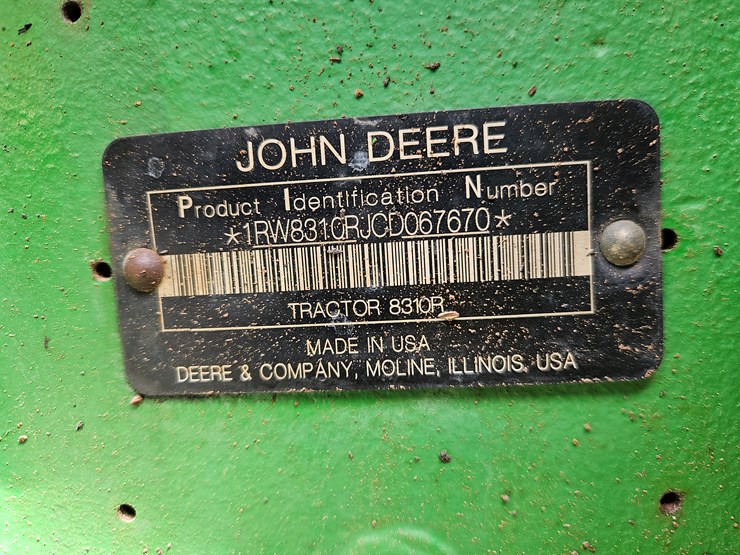 JOHN DEERE
Product Identification Number
*1RW8310RJCD067670*
TRACTOR 8310R
MADE IN USA
DEERE & COMPANY, MOLINE, ILLINOIS, USA